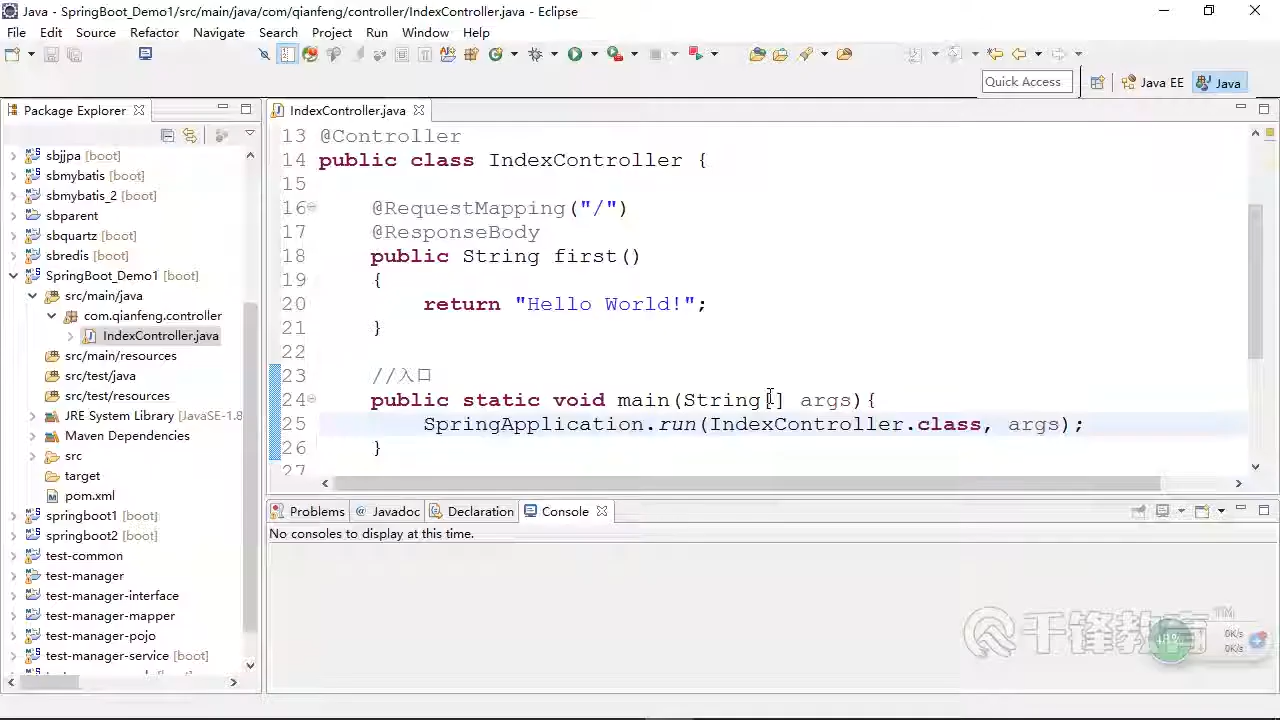 Java - SpringBoot_Demo1/src/main/java/com/qianfeng/controller/IndexController.java - Eclipse
File Edit Source Refactor Navigate Search Project Run Window Help
Quick Access
Java EE
Java
Package Explorer
sbjjpa [boot]
sbmybatis [boot]
sbmybatis_2 [boot]
sbparent
sbquartz [boot]
sbredis [boot]
SpringBoot_Demo1 [boot]
src/main/java
com.qianfeng.controller
IndexController.java
src/main/resources
src/test/java
src/test/resources
JRE System Library [JavaSE-1.8
Maven Dependencies
src
target
pom.xml
springboot1 [boot]
springboot2 [boot]
test-common
test-manager
test-manager-interface
test-manager-mapper
test-manager-pojo
test-manager-service [boot]
IndexController.java
13 @Controller
14 public class IndexController {
15
16 @RequestMapping("/")
17 @ResponseBody
18 public String first()
19 {
20 return "Hello World!";
21 }
22
23 //入口
24 public static void main(String[] args){
25 SpringApplication.run(IndexController.class, args);
26 }
27
Problems @ Javadoc Declaration Console
No consoles to display at this time.
千锋教育 TM
0K/s
0K/s